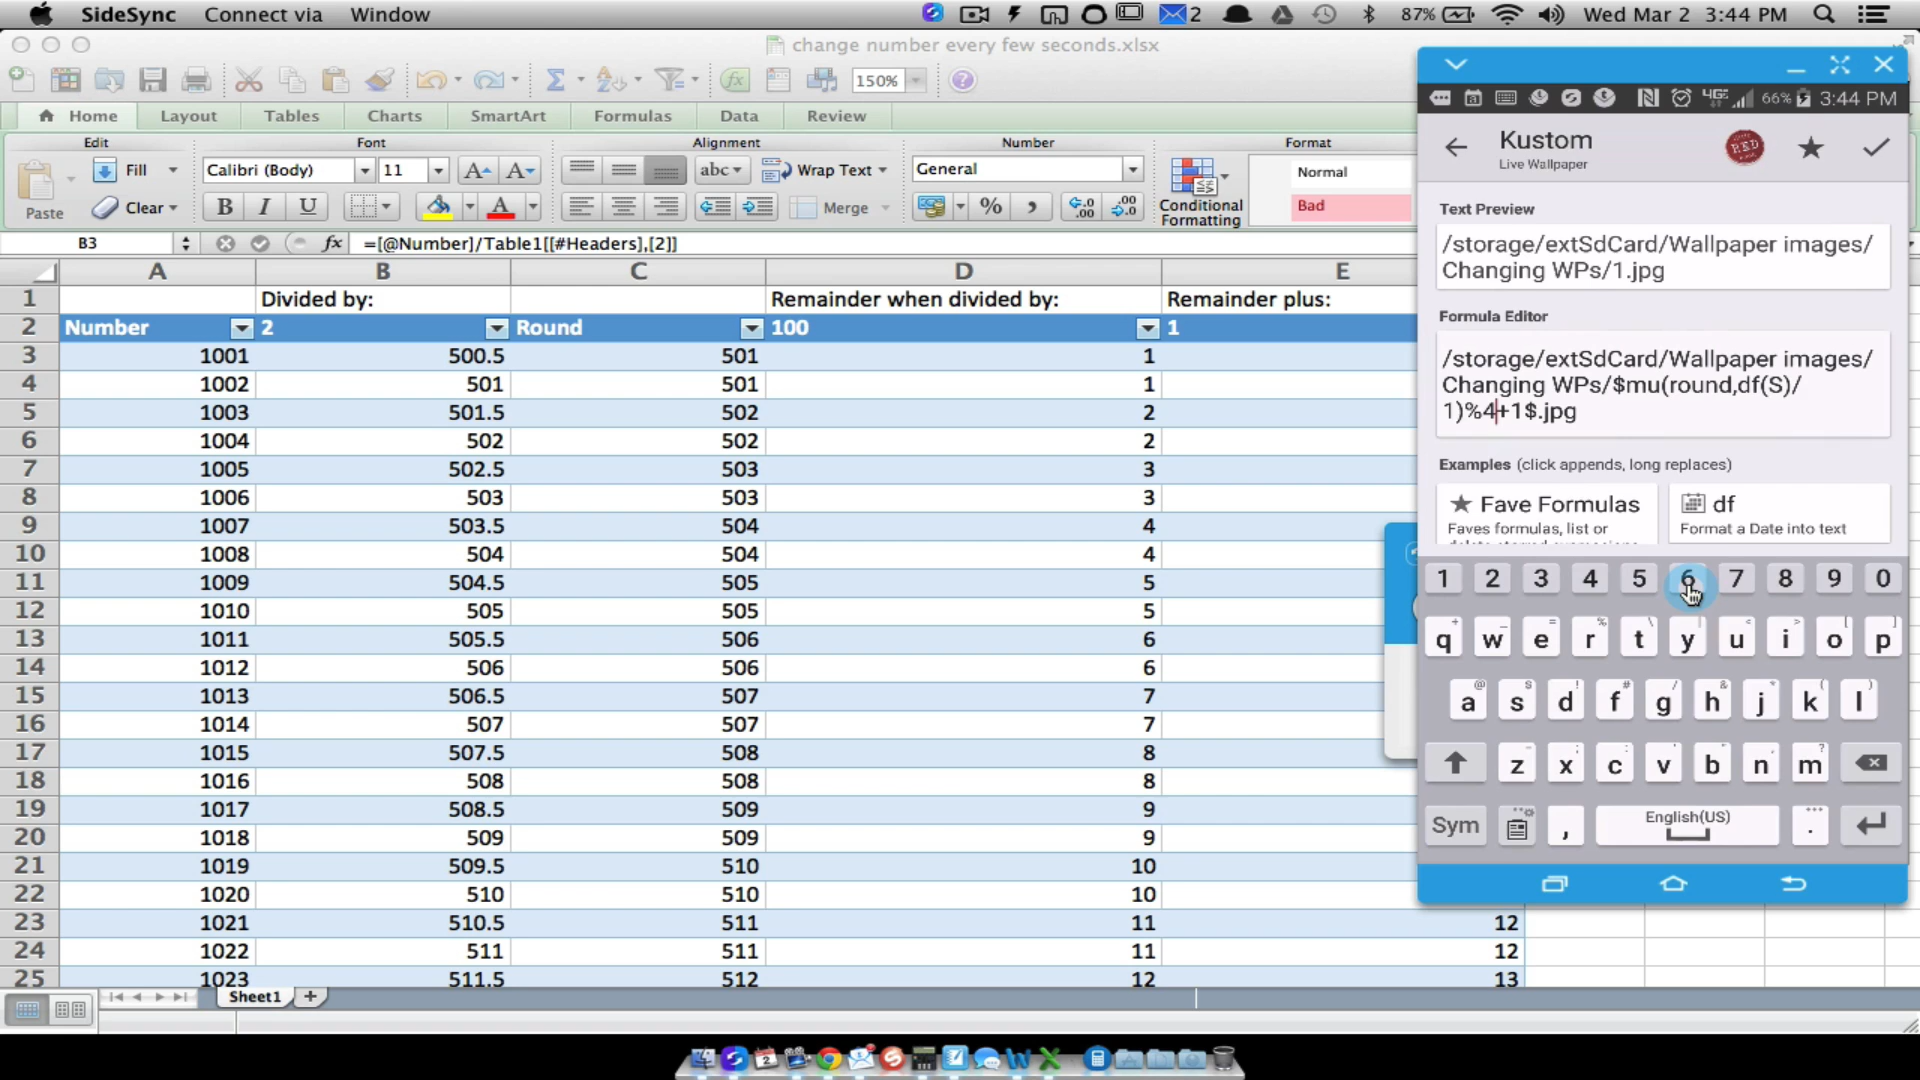 SideSync Connect via Window 2 87% Wed Mar 2 3:44 PM
change number every few seconds.xlsx
150%
Home Layout Tables Charts SmartArt Formulas Data Review
Edit Font Alignment Number Format
Paste Fill Clear
Calibri (Body) 11 A A
B I U A
abc Wrap Text
Merge
General
% , .00 .0 .00 .0
Conditional
Formatting
Normal
Bad
B3 fx =[@Number]/Table1[[#Headers],[2]]
A B C D E
1 Divided by: Remainder when divided by: Remainder plus:
2 Number 2 Round 100 1
3 1001 500.5 501 1
4 1002 501 501 1
5 1003 501.5 502 2
6 1004 502 502 2
7 1005 502.5 503 3
8 1006 503 503 3
9 1007 503.5 504 4
10 1008 504 504 4
11 1009 504.5 505 5
12 1010 505 505 5
13 1011 505.5 506 6
14 1012 506 506 6
15 1013 506.5 507 7
16 1014 507 507 7
17 1015 507.5 508 8
18 1016 508 508 8
19 1017 508.5 509 9
20 1018 509 509 9
21 1019 509.5 510 10
22 1020 510 510 10
23 1021 510.5 511 11 12
24 1022 511 511 11 12
25 1023 511.5 512 12 13
Sheet1
4G 66% 3:44 PM
Kustom
Live Wallpaper
RED
Text Preview
/storage/extSdCard/Wallpaper images/
Changing WPs/1.jpg
Formula Editor
/storage/extSdCard/Wallpaper images/
Changing WPs/$mu(round,df(S)/
1)%4+1$.jpg
Examples (click appends, long replaces)
Fave Formulas
Faves formulas, list or
df
Format a Date into text
1 2 3 4 5 6 7 8 9 0
q w e r t y u i o p
a s d f g h j k l
z x c v b n m
Sym , English(US) .